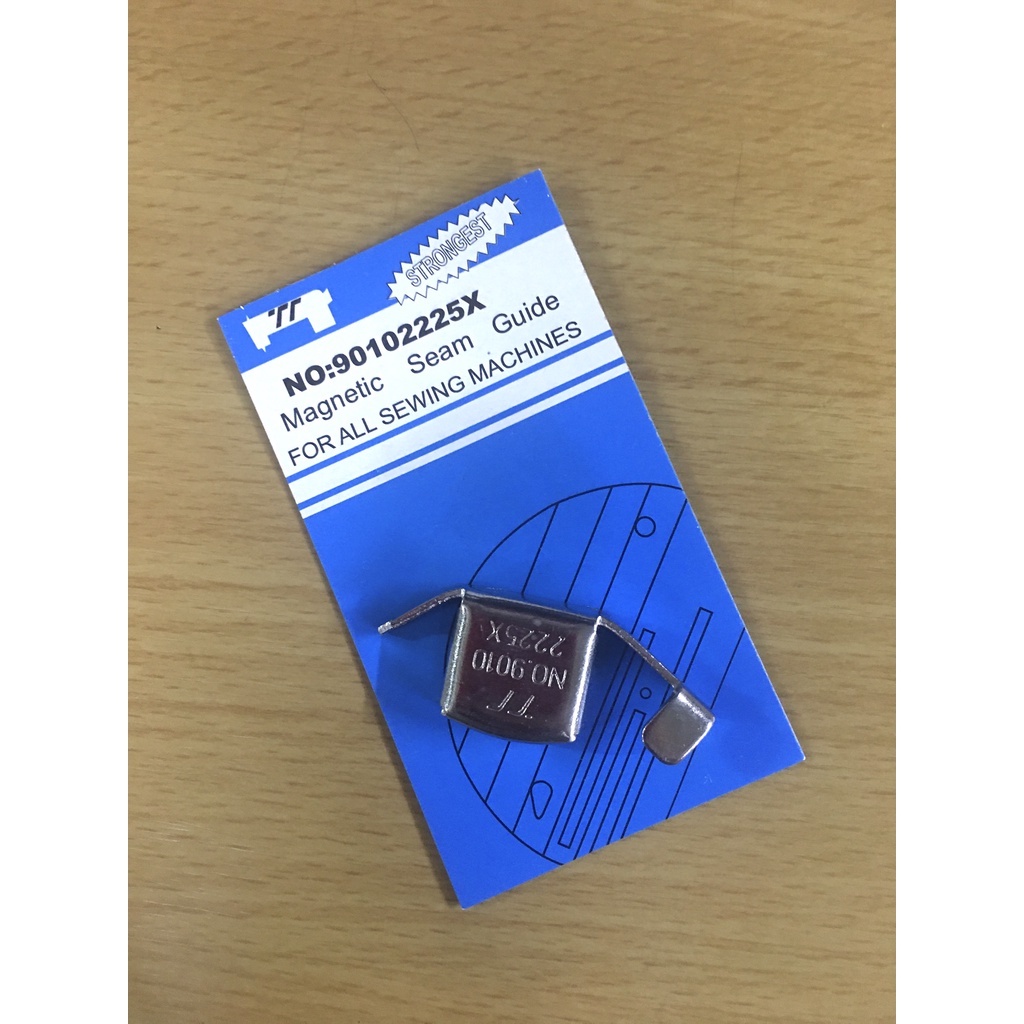 STRONGEST
TT
NO:90102225X
Magnetic Seam Guide
FOR ALL SEWING MACHINES
TT
NO.9010
2225X